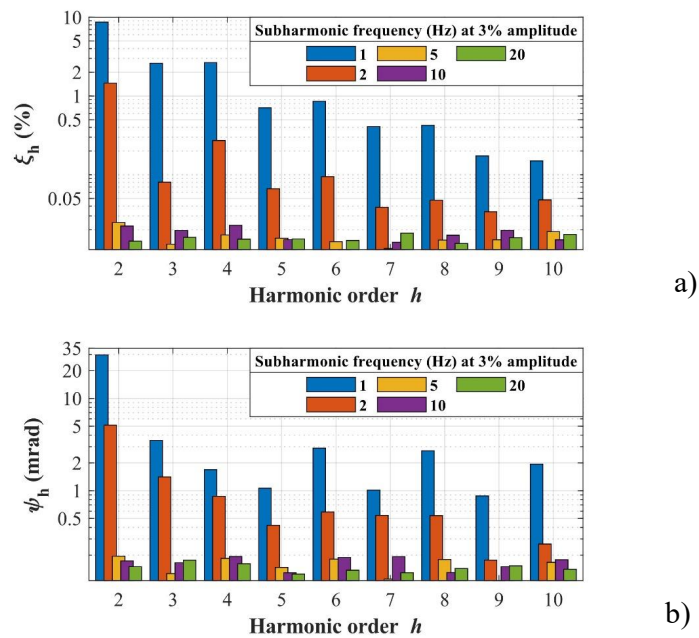 10
5
1
0.5
0.05
ξh (%)
Subharmonic frequency (Hz) at 3% amplitude
1 5 20
2 10
2 3 4 5 6 7 8 9 10
Harmonic order h
a)
35
20
10
5
2
1
0.5
ψh (mrad)
Subharmonic frequency (Hz) at 3% amplitude
1 5 20
2 10
2 3 4 5 6 7 8 9 10
Harmonic order h
b)